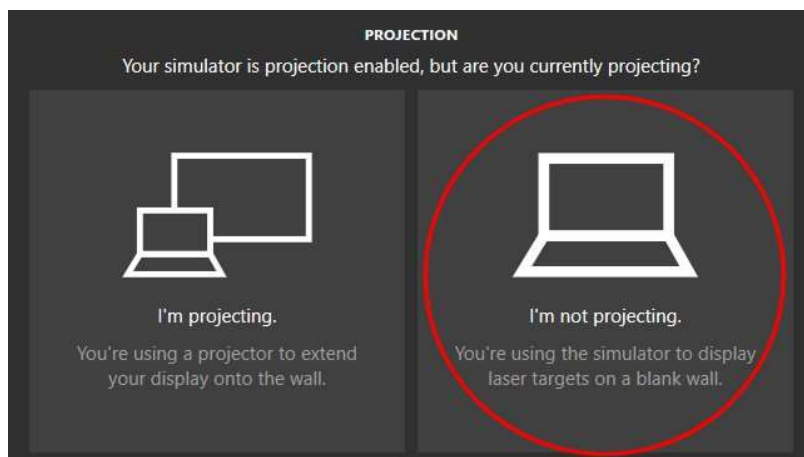 PROJECTION
Your simulator is projection enabled, but are you currently projecting?
I'm projecting.
You're using a projector to extend
your display onto the wall.
I'm not projecting.
You're using the simulator to display
laser targets on a blank wall.